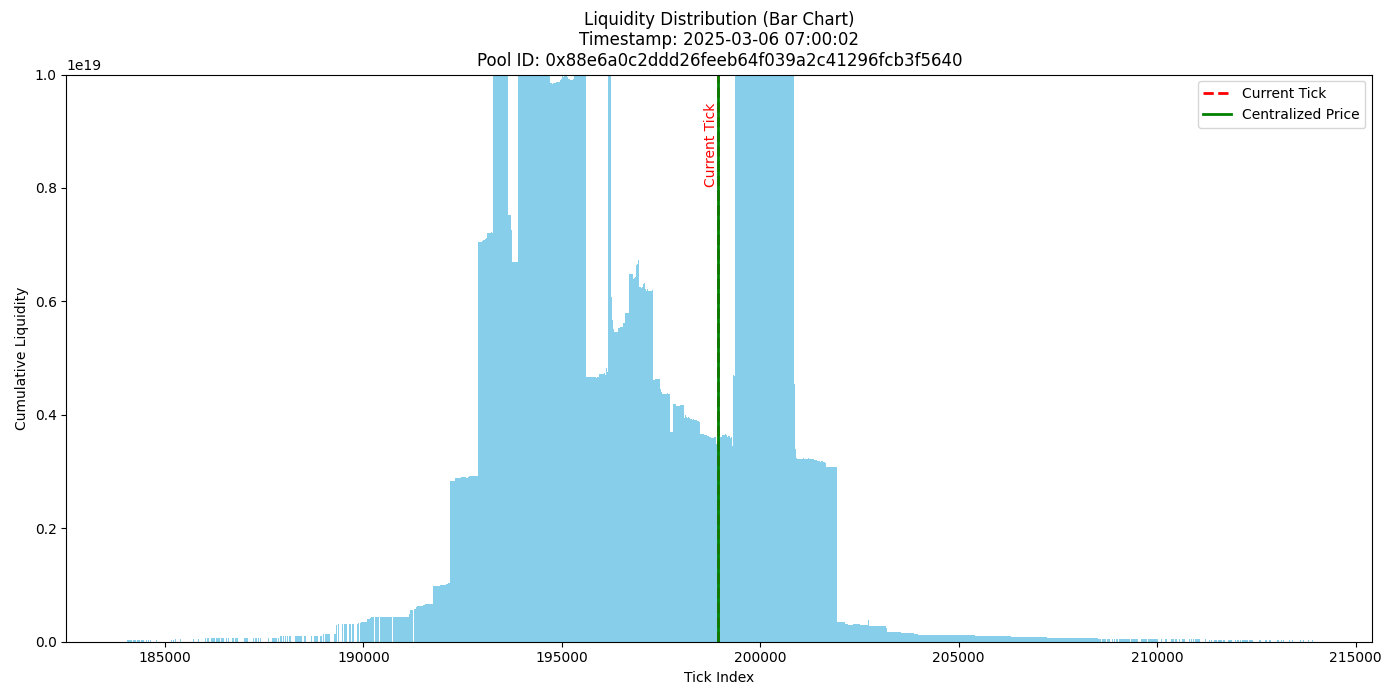 Liquidity Distribution (Bar Chart)
Timestamp: 2025-03-06 07:00:02
Pool ID: 0x88e6a0c2ddd26feeb64f039a2c41296fcb3f5640
1e19
1.0
0.8
0.6
0.4
0.2
0.0
Cumulative Liquidity
Current Tick
Current Tick
Centralized Price
185000
190000
195000
200000
205000
210000
215000
Tick Index